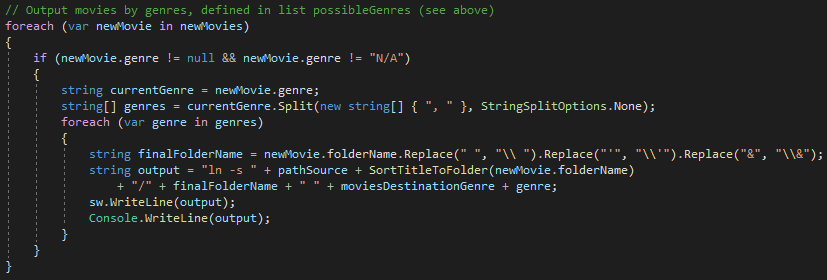 // Output movies by genres, defined in list possibleGenres (see above)
foreach (var newMovie in newMovies)
{
    if (newMovie.genre != null && newMovie.genre != "N/A")
    {
        string currentGenre = newMovie.genre;
        string[] genres = currentGenre.Split(new string[] { ", " }, StringSplitOptions.None);
        foreach (var genre in genres)
        {
            string finalFolderName = newMovie.folderName.Replace(" ", "\\ ").Replace("'", "\\'").Replace("&", "\\&");
            string output = "ln -s " + pathSource + SortTitleToFolder(newMovie.folderName)
                + "/" + finalFolderName + " " + moviesDestinationGenre + genre;
            sw.WriteLine(output);
            Console.WriteLine(output);
        }
    }
}